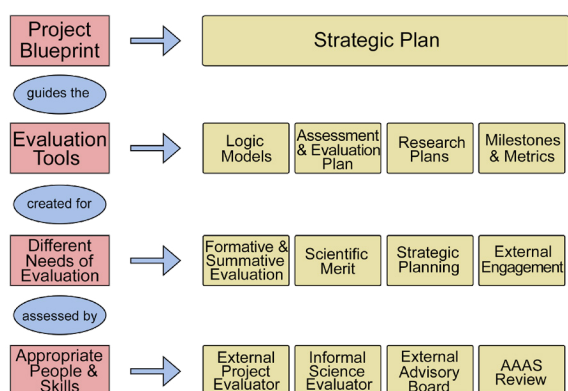 Project
Blueprint
Strategic Plan
guides the
Evaluation
Tools
Logic
Models
Assessment
& Evaluation
Plan
Research
Plans
Milestones
& Metrics
created for
Different
Needs of
Evaluation
Formative &
Summative
Evaluation
Scientific
Merit
Strategic
Planning
External
Engagement
assessed by
Appropriate
People &
Skills
External
Project
Evaluator
Informal
Science
Evaluator
External
Advisory
Board
AAAS
Review